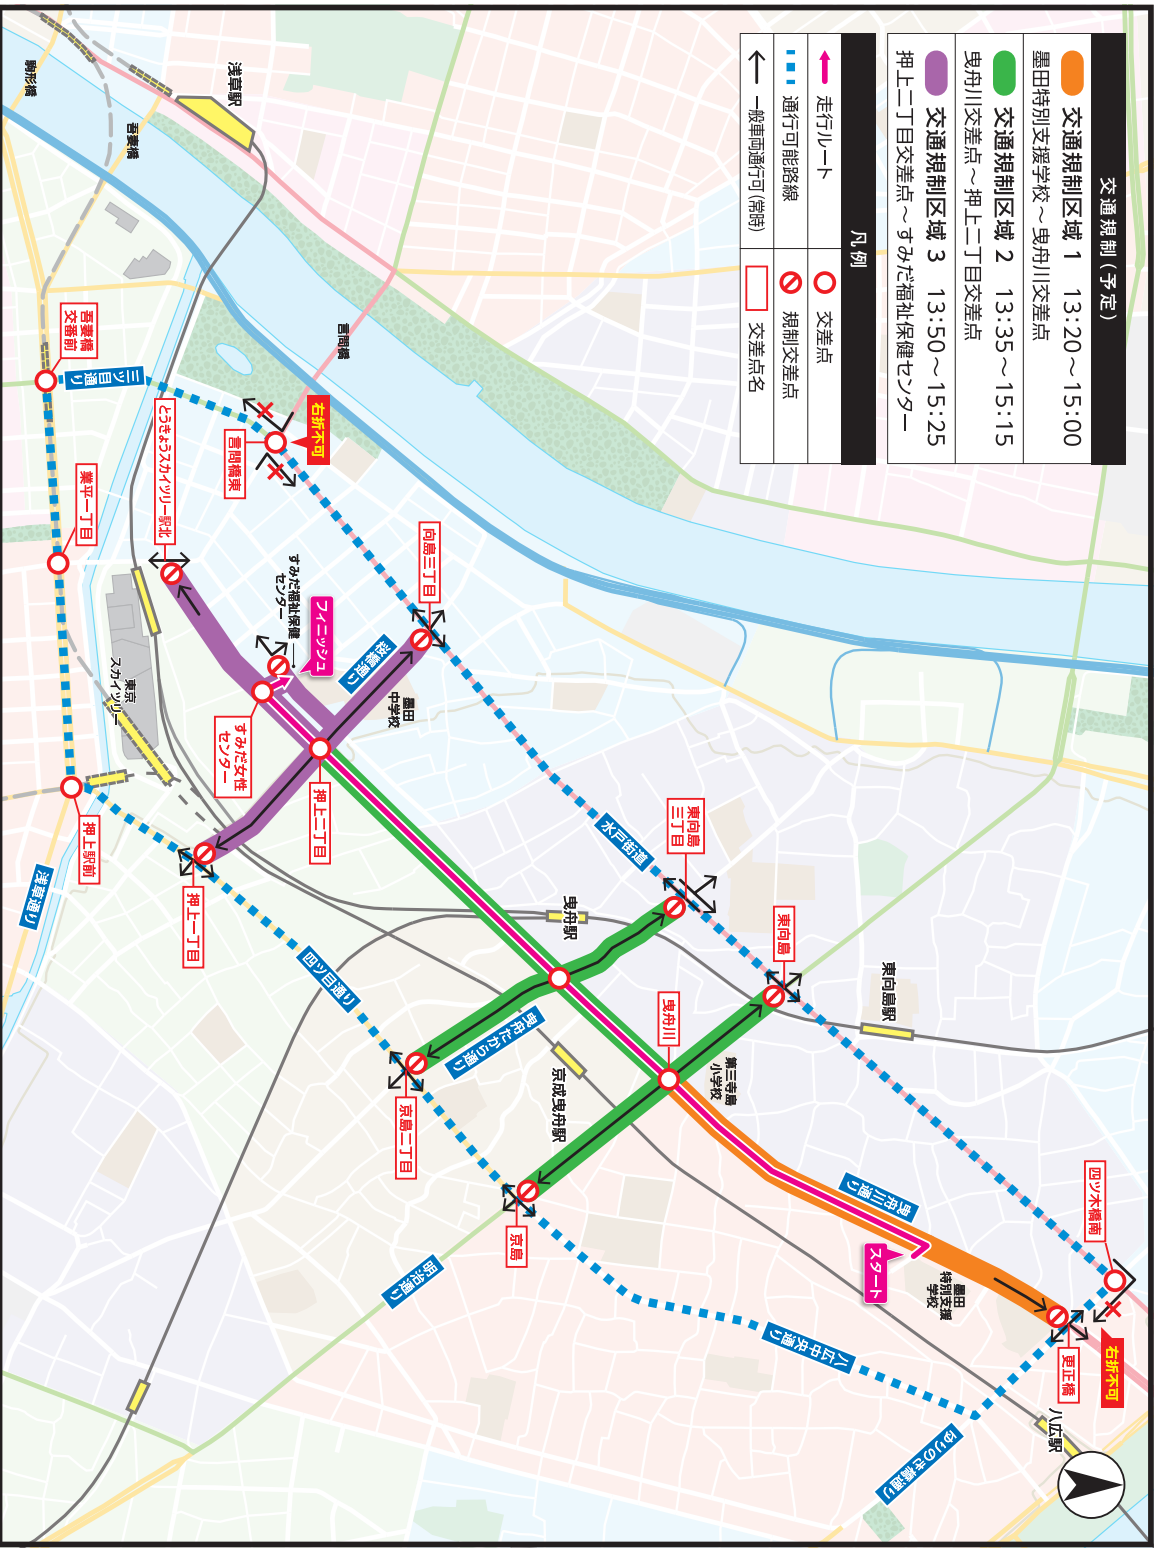 交通規制(予定)
交通規制区域 1 13:20～15:00
墨田特別支援学校～曳舟川交差点
交通規制区域 2 13:35～15:15
曳舟川交差点～押上二丁目交差点
交通規制区域 3 13:50～15:25
押上二丁目交差点～すみだ福祉保健センター
凡例
走行ルート
交差点
通行可能路線
規制交差点
一般車両通行可(常時)
交差点名
四ツ木橋南
右折不可
更正橋
八広駅
ゆりのき橋通り
墨田
特別支援
学校
スタート
曳舟川通り
八広中央通り
東向島駅
東向島
東向島
三丁目
第三寺島
小学校
曳舟川
水戸街道
曳舟駅
京成曳舟駅
曳舟たから通り
京島
明治通り
京島二丁目
四ツ目通り
向島三丁目
桜橋通り
墨田
中学校
押上二丁目
フィニッシュ
すみだ福祉保健
センター
すみだ女性
センター
言問橋
右折不可
言問橋東
とうきょうスカイツリー駅北
押上一丁目
東京
スカイツリー
押上駅前
浅草通り
業平一丁目
三ツ目通り
吾妻橋
交番前
浅草駅
吾妻橋
駒形橋